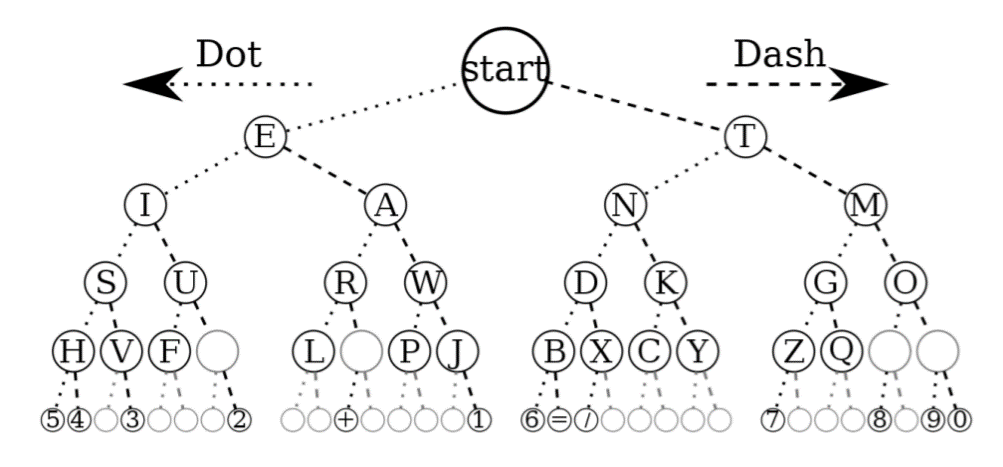 Dot start Dash
E T
I A N M
S U R W D K G O
H V F L P J B X C Y Z Q
5 4 3 2 + 1 6 = / 7 8 9 0